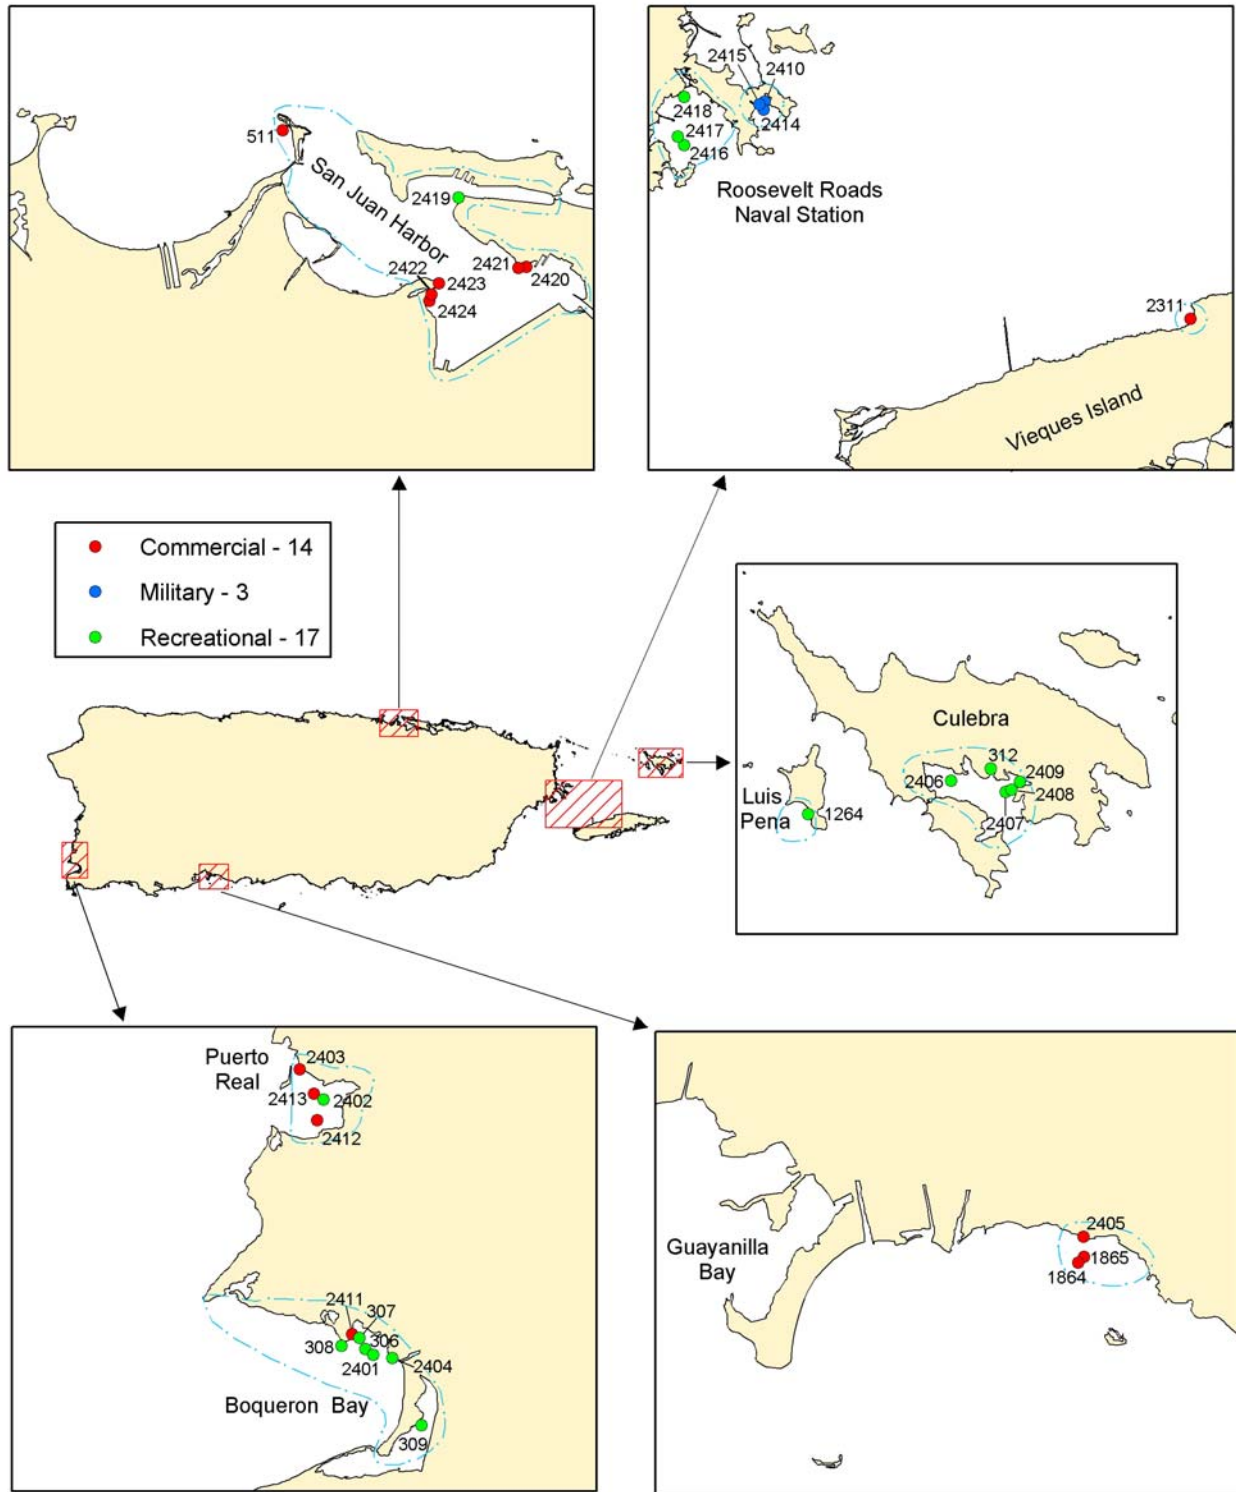 511
San Juan Harbor
2419
2422
2421
2423
2420
2424
2415
2410
2418
2414
2417
2416
Roosevelt Roads
Naval Station
2311
Vieques Island
Commercial - 14
Military - 3
Recreational - 17
Culebra
312
2409
2406
2408
Luis
Pena
1264
2407
Puerto
Real
2403
2413
2402
2412
2411
307
308
306
2401
2404
Boqueron Bay
309
2405
Guayanilla
Bay
1865
1864